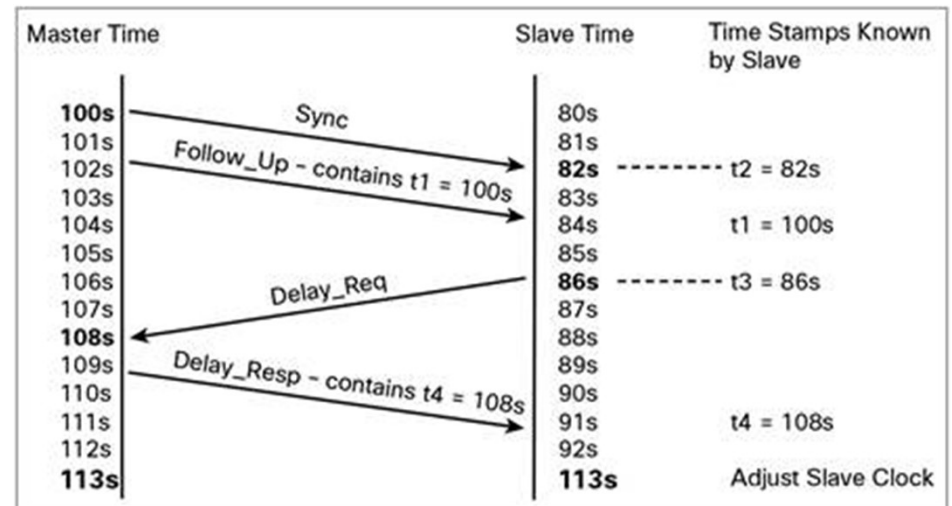 Master Time
Slave Time
Time Stamps Known
by Slave
100s
101s
102s
103s
104s
105s
106s
107s
108s
109s
110s
111s
112s
113s
Sync
Follow_Up - contains t1 = 100s
Delay_Req
Delay_Resp - contains t4 = 108s
80s
81s
82s
83s
84s
85s
86s
87s
88s
89s
90s
91s
92s
113s
t2 = 82s
t1 = 100s
t3 = 86s
t4 = 108s
Adjust Slave Clock